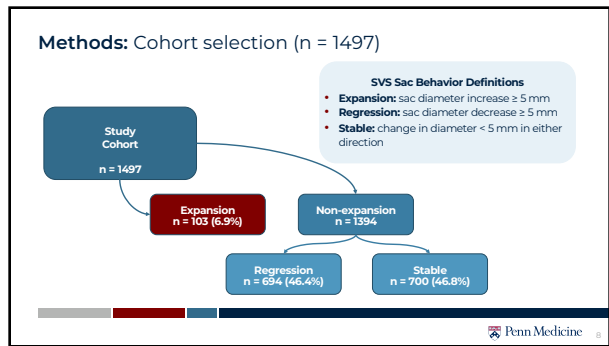 Methods: Cohort selection (n = 1497)
SVS Sac Behavior Definitions
• Expansion: sac diameter increase ≥ 5 mm
• Regression: sac diameter decrease ≥ 5 mm
• Stable: change in diameter < 5 mm in either
direction
Study
Cohort
n = 1497
Expansion
n = 103 (6.9%)
Non-expansion
n = 1394
Regression
n = 694 (46.4%)
Stable
n = 700 (46.8%)
Penn Medicine
8